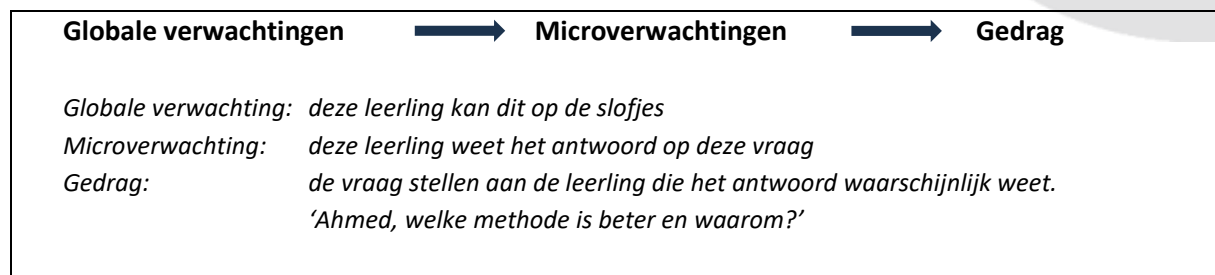 Globale verwachtingen Microverwachtingen Gedrag
Globale verwachting: deze leerling kan dit op de slofjes
Microverwachting: deze leerling weet het antwoord op deze vraag
Gedrag: de vraag stellen aan de leerling die het antwoord waarschijnlijk weet.
‘Ahmed, welke methode is beter en waarom?’